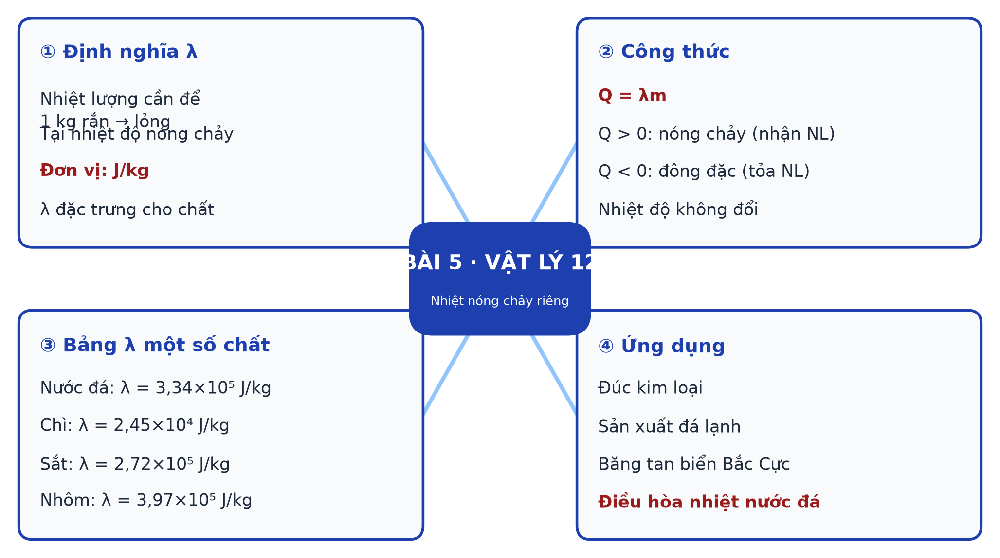 ① Định nghĩa λ
Nhiệt lượng cần để
1 kg rắn → lỏng
Tại nhiệt độ nóng chảy
Đơn vị: J/kg
λ đặc trưng cho chất
② Công thức
Q = λm
Q > 0: nóng chảy (nhận NL)
Q < 0: đông đặc (tỏa NL)
Nhiệt độ không đổi
BÀI 5 · VẬT LÝ 12
Nhiệt nóng chảy riêng
③ Bảng λ một số chất
Nước đá: λ = 3,34×10⁵ J/kg
Chì: λ = 2,45×10⁴ J/kg
Sắt: λ = 2,72×10⁵ J/kg
Nhôm: λ = 3,97×10⁵ J/kg
④ Ứng dụng
Đúc kim loại
Sản xuất đá lạnh
Băng tan biển Bắc Cực
Điều hòa nhiệt nước đá